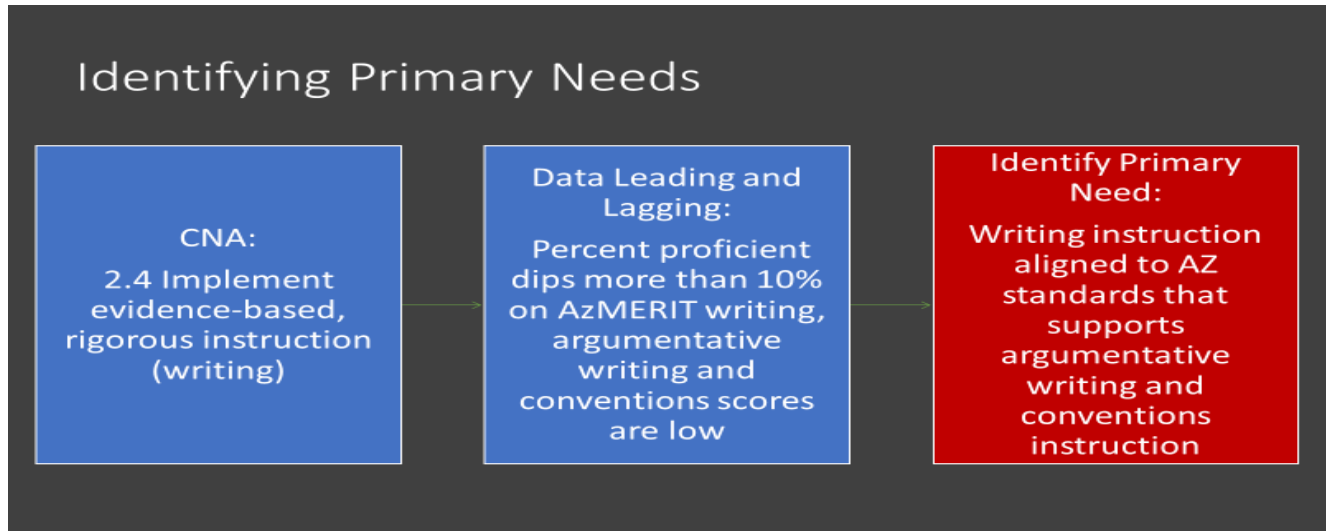 Identifying Primary Needs
CNA:
2.4 Implement
evidence-based,
rigorous instruction
(writing)
Data Leading and
Lagging:
Percent proficient
dips more than 10%
on AzMERIT writing,
argumentative
writing and
conventions scores
are low
Identify Primary
Need:
Writing instruction
aligned to AZ
standards that
supports
argumentative
writing and
conventions
instruction